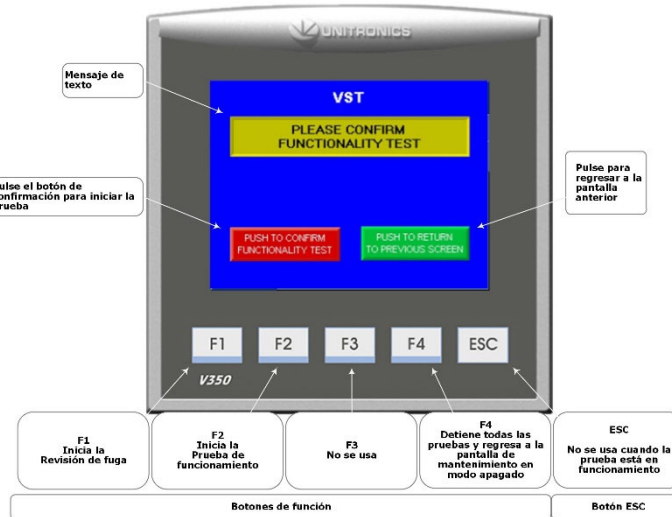 UNITRONICS
Mensaje de
texto
VST
PLEASE CONFIRM
FUNCTIONALITY TEST
ulse el botón de
onfirmación para iniciar la
rueba
Pulse para
regresar a la
pantalla
anterior
PUSH TO CONFIRM
FUNCTIONALITY TEST
PUSH TO RETURN
TO PREVIOUS SCREEN
F1
F2
F3
F4
ESC
V350
F1
Inicia la
Revisión de fuga
F2
Inicia la
Prueba de
funcionamiento
F3
No se usa
F4
Detiene todas las
pruebas y regresa a la
pantalla de
mantenimiento en
modo apagado
ESC
No se usa cuando la
prueba está en
funcionamiento
Botones de función
Botón ESC